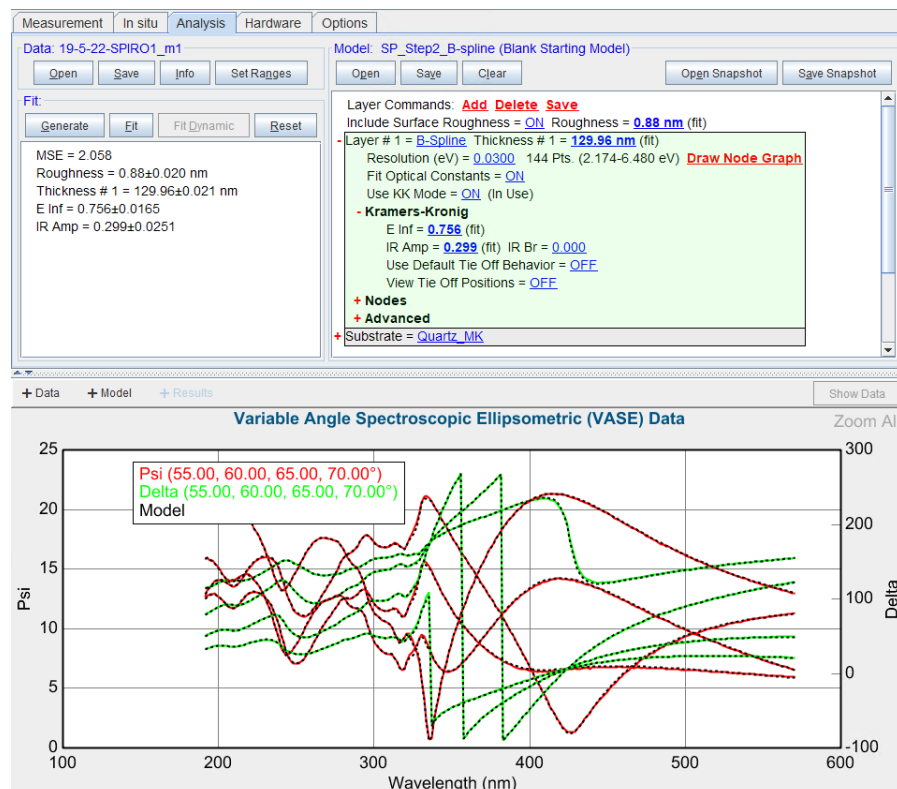 Measurement In situ Analysis Hardware Options
Data: 19-5-22-SPIRO1_m1
Open Save Info Set Ranges
Fit:
Generate Fit Fit Dynamic Reset
MSE = 2.058
Roughness = 0.88±0.020 nm
Thickness # 1 = 129.96±0.021 nm
E Inf = 0.756±0.0165
IR Amp = 0.299±0.0251
Model: SP_Step2_B-spline (Blank Starting Model)
Open Save Clear Open Snapshot Save Snapshot
Layer Commands: Add Delete Save
Include Surface Roughness = ON Roughness = 0.88 nm (fit)
- Layer # 1 = B-Spline Thickness # 1 = 129.96 nm (fit)
Resolution (eV) = 0.0300 144 Pts. (2.174-6.480 eV) Draw Node Graph
Fit Optical Constants = ON
Use KK Mode = ON (In Use)
- Kramers-Kronig
E Inf = 0.756 (fit)
IR Amp = 0.299 (fit) IR Br = 0.000
Use Default Tie Off Behavior = OFF
View Tie Off Positions = OFF
+ Nodes
+ Advanced
+ Substrate = Quartz_MK
+ Data + Model + Results Show Data
Variable Angle Spectroscopic Ellipsometric (VASE) Data
Zoom Al
Psi (55.00, 60.00, 65.00, 70.00°)
Delta (55.00, 60.00, 65.00, 70.00°)
Model
25
20
15
10
5
0
Psi
300
200
100
0
-100
Delta
100 200 300 400 500 600
Wavelength (nm)